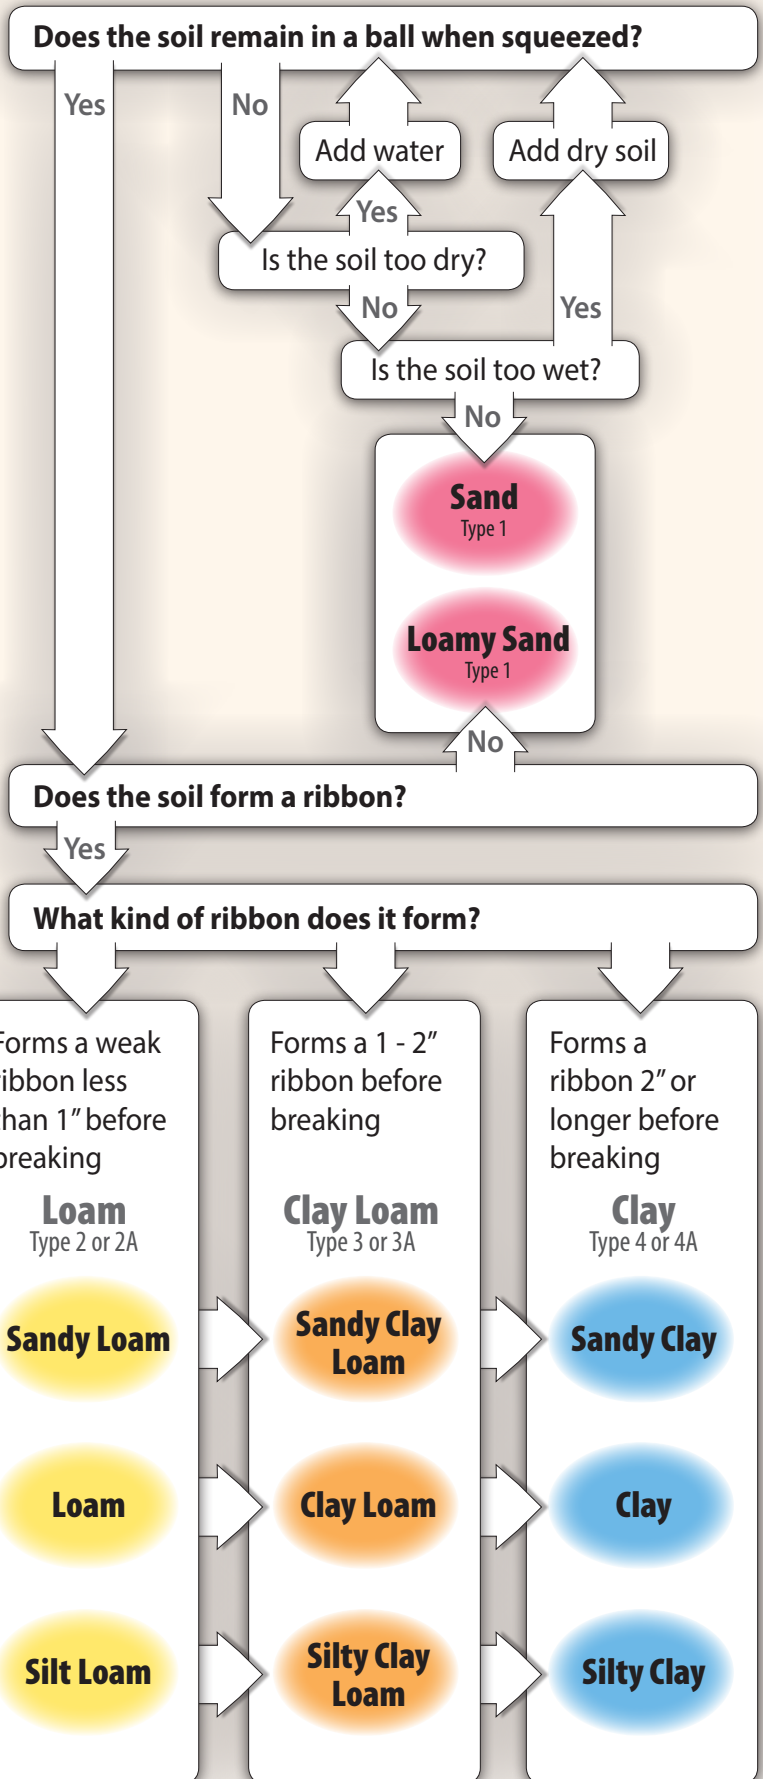 Does the soil remain in a ball when squeezed?
Yes
No
Add water
Add dry soil
Yes
Is the soil too dry?
No
Yes
Is the soil too wet?
No
Sand
Type 1
Loamy Sand
Type 1
No
Does the soil form a ribbon?
Yes
What kind of ribbon does it form?
Forms a weak
ribbon less
than 1” before
breaking
Loam
Type 2 or 2A
Sandy Loam
Loam
Silt Loam
Forms a 1 - 2”
ribbon before
breaking
Clay Loam
Type 3 or 3A
Sandy Clay
Loam
Clay Loam
Silty Clay
Loam
Forms a
ribbon 2” or
longer before
breaking
Clay
Type 4 or 4A
Sandy Clay
Clay
Silty Clay